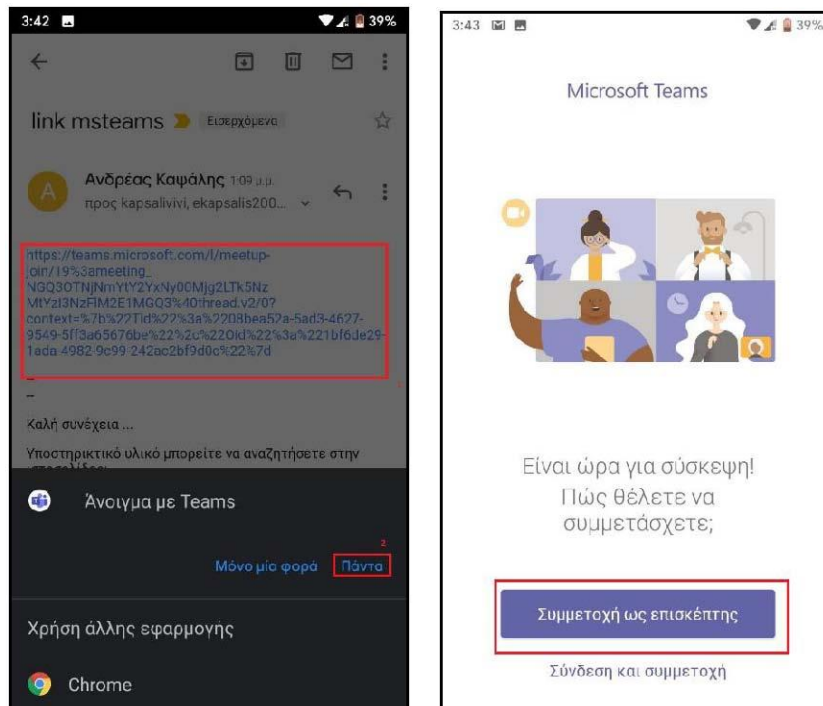 3:42
39%
link msteams
Εισερχόμενα
A
Ανδρέας Καψάλης 1:09 μ.μ.
προς kapsalivivi, ekapsalis200...
https://teams.microsoft.com/l/meetup-
join/19%3ameeting_
MtYzI3NzFlM2E1MGQ3%40thread.v2/0?
context=%7b%22Tid%22%3a%2208bea52a-5ad3-4627-
9549-5ff3a65676be%22%2c%22Oid%22%3a%221bf6de29-
1ada-4982-9c99-242ac2bf9d0c%22%7d
1
--
--
Καλή συνέχεια ...
Υποστηρικτικό υλικό μπορείτε να αναζητήσετε στην
Άνοιγμα με Teams
2
Μόνο μία φορά Πάντα
Χρήση άλλης εφαρμογής
Chrome
3:43
39%
Microsoft Teams
Είναι ώρα για σύσκεψη!
Πώς θέλετε να
συμμετάσχετε;
Συμμετοχή ως επισκέπτης
Σύνδεση και συμμετοχή